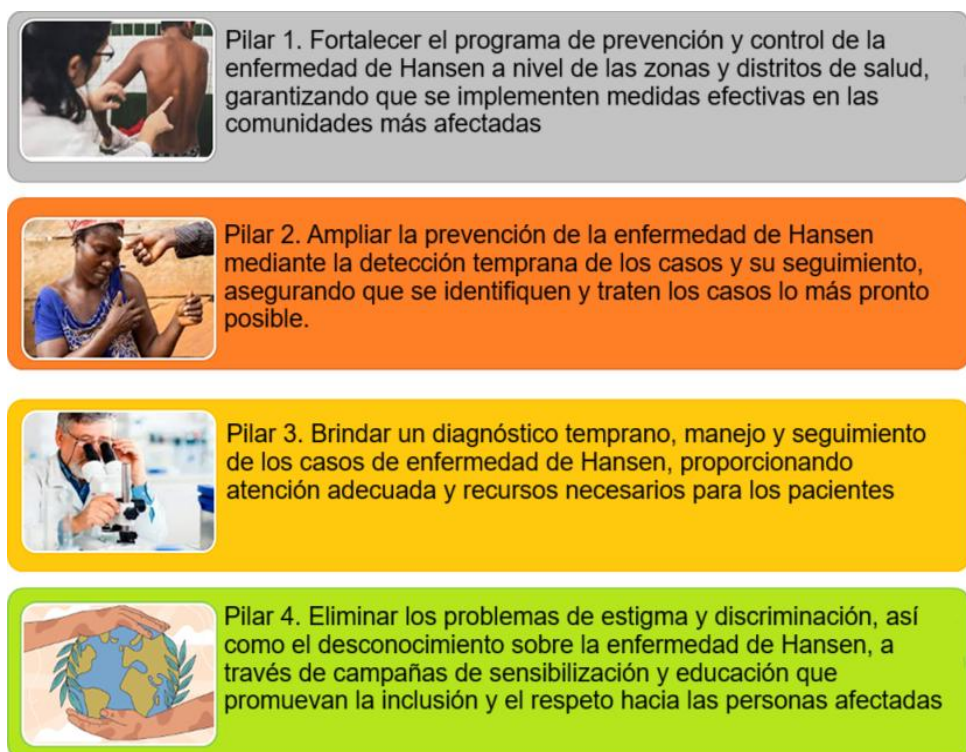 Pilar 1. Fortalecer el programa de prevención y control de la
enfermedad de Hansen a nivel de las zonas y distritos de salud,
garantizando que se implementen medidas efectivas en las
comunidades más afectadas
Pilar 2. Ampliar la prevención de la enfermedad de Hansen
mediante la detección temprana de los casos y su seguimiento,
asegurando que se identifiquen y traten los casos lo más pronto
posible.
Pilar 3. Brindar un diagnóstico temprano, manejo y seguimiento
de los casos de enfermedad de Hansen, proporcionando
atención adecuada y recursos necesarios para los pacientes
Pilar 4. Eliminar los problemas de estigma y discriminación, así
como el desconocimiento sobre la enfermedad de Hansen, a
través de campañas de sensibilización y educación que
promuevan la inclusión y el respeto hacia las personas afectadas